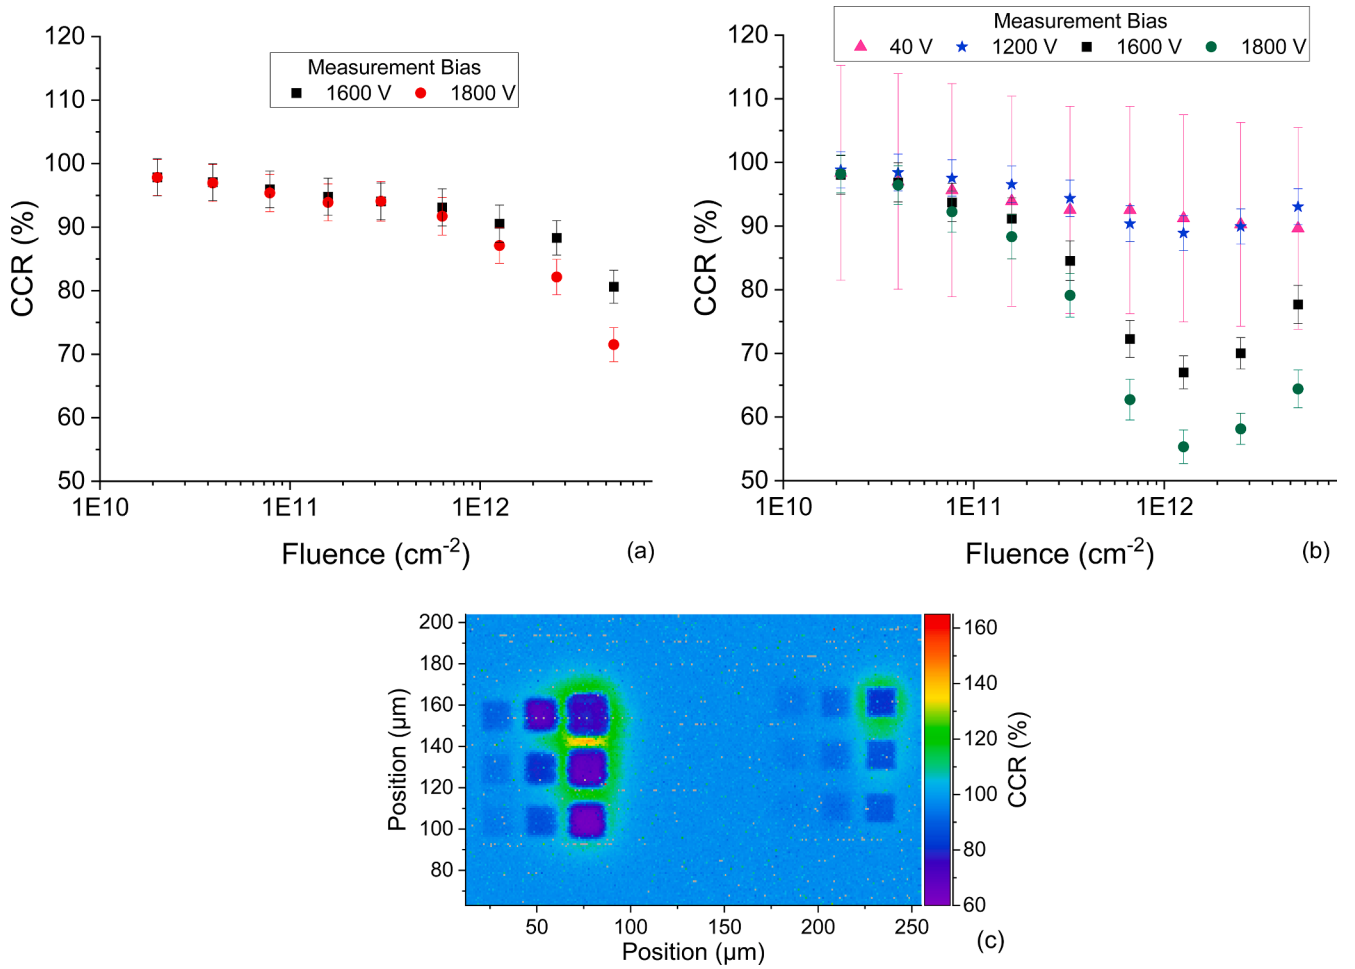 Measurement Bias
1600 V 1800 V
120
110
100
90
80
70
60
50
CCR (%)
1E10 1E11 1E12
Fluence (cm⁻²)
(a)
Measurement Bias
40 V 1200 V 1600 V 1800 V
120
110
100
90
80
70
60
50
CCR (%)
1E10 1E11 1E12
Fluence (cm⁻²)
(b)
200
180
160
140
120
100
80
Position (µm)
50 100 150 200 250
Position (µm)
160
140
120
100
80
60
CCR (%)
(c)